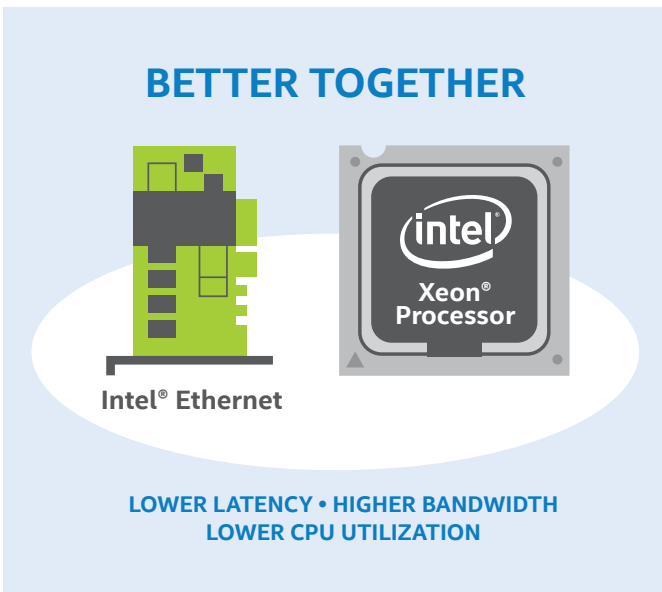 BETTER TOGETHER
intel®
Xeon®
Processor
Intel® Ethernet
LOWER LATENCY • HIGHER BANDWIDTH
LOWER CPU UTILIZATION